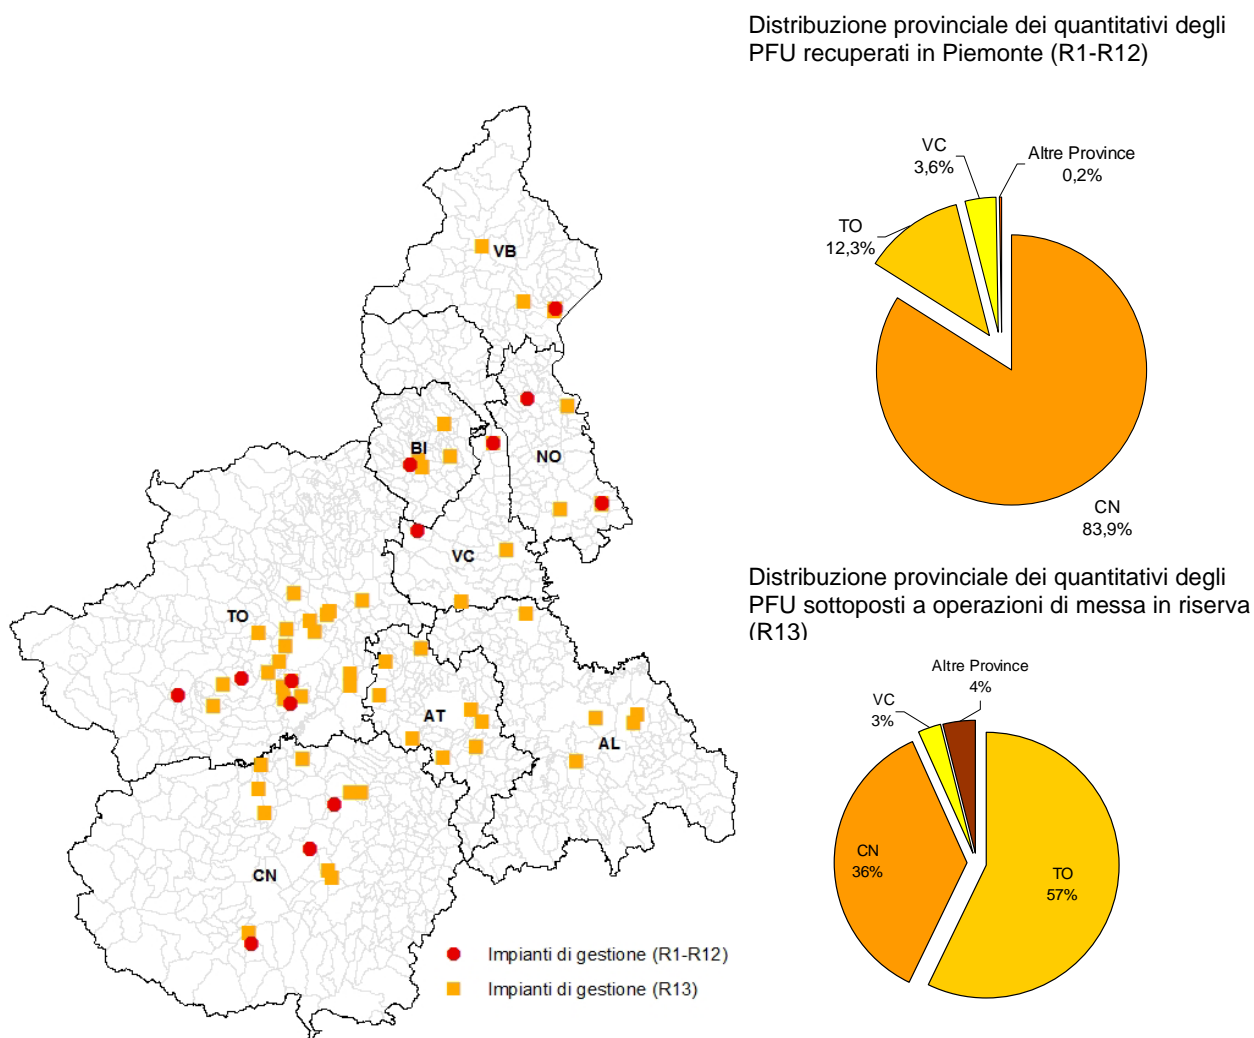 Distribuzione provinciale dei quantitativi degli
PFU recuperati in Piemonte (R1-R12)
VC
3,6%
Altre Province
0,2%
TO
12,3%
CN
83,9%
Distribuzione provinciale dei quantitativi degli
PFU sottoposti a operazioni di messa in riserva
(R13)
Altre Province
4%
VC
3%
CN
36%
TO
57%
VB
BI
NO
VC
TO
AT
AL
CN
Impianti di gestione (R1-R12)
Impianti di gestione (R13)